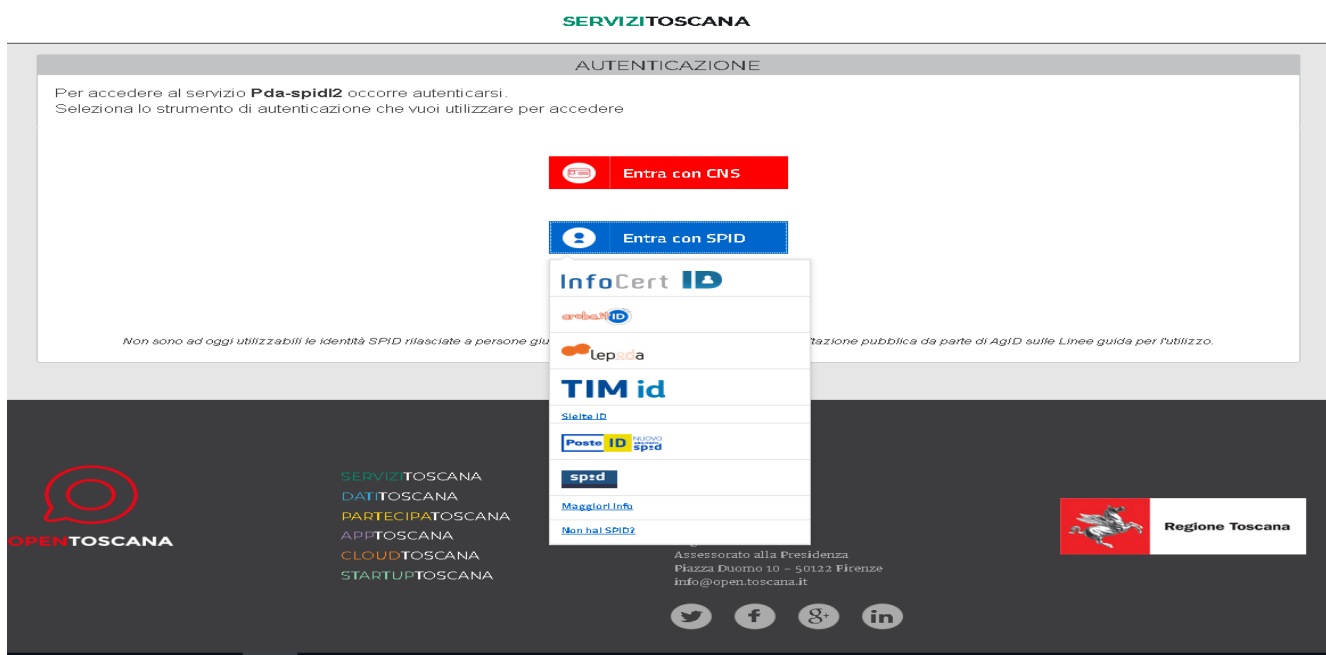 SERVIZITOSCANA
AUTENTICAZIONE
Per accedere al servizio Pda-spidl2 occorre autenticarsi.
Seleziona lo strumento di autenticazione che vuoi utilizzare per accedere
Entra con CNS
Entra con SPID
InfoCert ID
aruba.it ID
Non sono ad oggi utilizzabili le identità SPID rilasciate a persone giu
tazione pubblica da parte di AgID sulle Linee guida per l'utilizzo.
Lepida
TIM id
Sielte ID
Poste ID NUOVO
spid
spid
Maggiori info
Non hai SPID?
OPENTOSCANA
SERVIZITOSCANA
DATITOSCANA
PARTECIPATOSCANA
APPTOSCANA
CLOUDTOSCANA
STARTUPTOSCANA
Assessorato alla Presidenza
Piazza Duomo 10 – 50122 Firenze
info@open.toscana.it
Regione Toscana